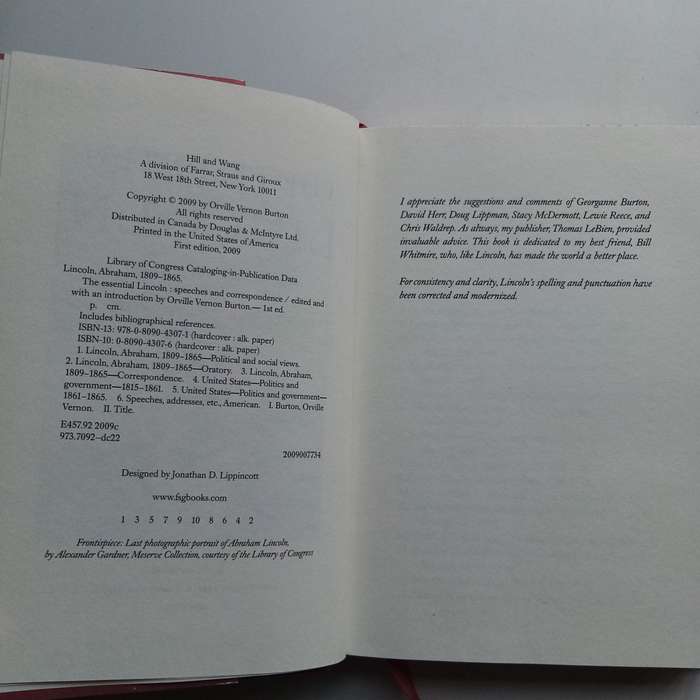 Hill and Wang
A division of Farrar, Straus and Giroux
18 West 18th Street, New York 10011
Copyright © 2009 by Orville Vernon Burton
All rights reserved
Distributed in Canada by Douglas & McIntyre Ltd.
Printed in the United States of America
First edition, 2009
Library of Congress Cataloging-in-Publication Data
Lincoln, Abraham, 1809–1865.
The essential Lincoln : speeches and correspondence / edited and
with an introduction by Orville Vernon Burton.— 1st ed.
p. cm.
Includes bibliographical references.
ISBN-13: 978-0-8090-4307-1 (hardcover : alk. paper)
ISBN-10: 0-8090-4307-6 (hardcover : alk. paper)
1. Lincoln, Abraham, 1809-1865—Political and social views.
2. Lincoln, Abraham, 1809-1865—Oratory. 3. Lincoln, Abraham,
1809-1865—Correspondence. 4. United States—Politics and
government—1815–1861. 5. United States—Politics and government—
1861–1865. 6. Speeches, addresses, etc., American. I. Burton, Orville
Vernon. II. Title.
E457.92 2009c
973.7092–dc22
2009007734
Designed by Jonathan D. Lippincott
www.fsgbooks.com
1 3 5 7 9 10 8 6 4 2
Frontispiece: Last photographic portrait of Abraham Lincoln,
by Alexander Gardner, Meserve Collection, courtesy of the Library of Congress
I appreciate the suggestions and comments of Georganne Burton,
David Herr, Doug Lippman, Stacy McDermott, Lewie Reece, and
Chris Waldrep. As always, my publisher, Thomas LeBien, provided
invaluable advice. This book is dedicated to my best friend, Bill
Whitmire, who, like Lincoln, has made the world a better place.
For consistency and clarity, Lincoln's spelling and punctuation have
been corrected and modernized.